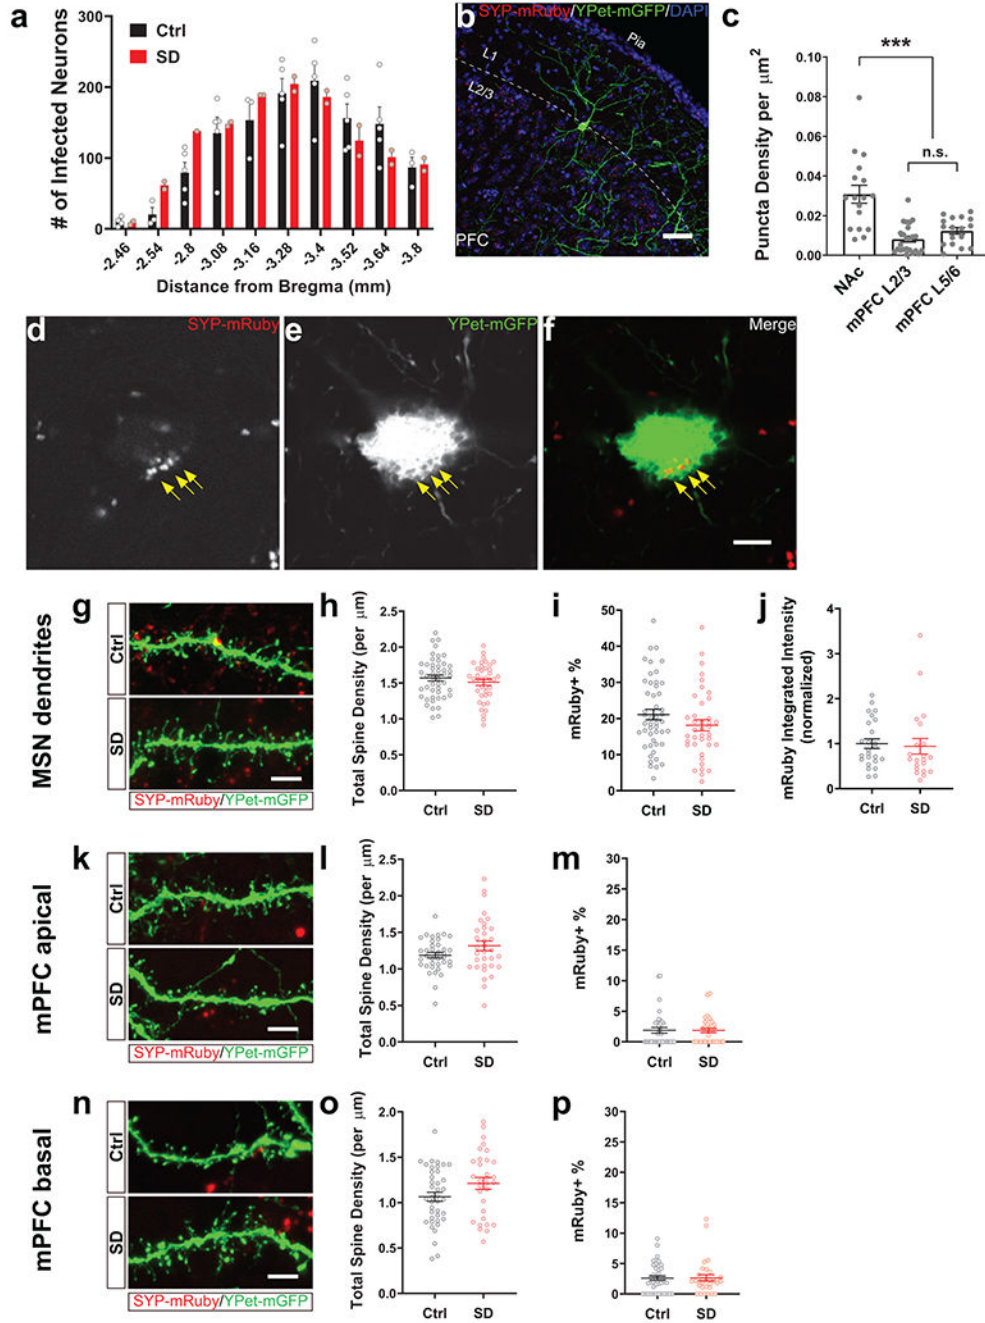 a
# of Infected Neurons
300
200
100
0
Ctrl
SD
-2.46
-2.54
-2.8
-3.08
-3.16
-3.28
-3.4
-3.52
-3.64
-3.8
Distance from Bregma (mm)
b
SYP-mRuby/YPet-mGFP/DAPI
Pia
L1
L2/3
PFC
c
Puncta Density per μm2
0.10
0.08
0.06
0.04
0.02
0.00
***
n.s.
NAc
mPFC L2/3
mPFC L5/6
d
SYP-mRuby
e
YPet-mGFP
f
Merge
MSN dendrites
g
Ctrl
SD
SYP-mRuby/YPet-mGFP
h
Total Spine Density (per μm)
2.5
2.0
1.5
1.0
0.5
0.0
Ctrl
SD
i
mRuby+ %
50
40
30
20
10
0
Ctrl
SD
j
mRuby Integrated Intensity
(normalized)
4
3
2
1
0
Ctrl
SD
mPFC apical
k
Ctrl
SD
SYP-mRuby/YPet-mGFP
l
Total Spine Density (per μm)
2.5
2.0
1.5
1.0
0.5
0.0
Ctrl
SD
m
mRuby+ %
30
25
20
15
10
5
0
Ctrl
SD
mPFC basal
n
Ctrl
SD
SYP-mRuby/YPet-mGFP
o
Total Spine Density (per μm)
2.0
1.5
1.0
0.5
0.0
Ctrl
SD
p
mRuby+ %
30
25
20
15
10
5
0
Ctrl
SD